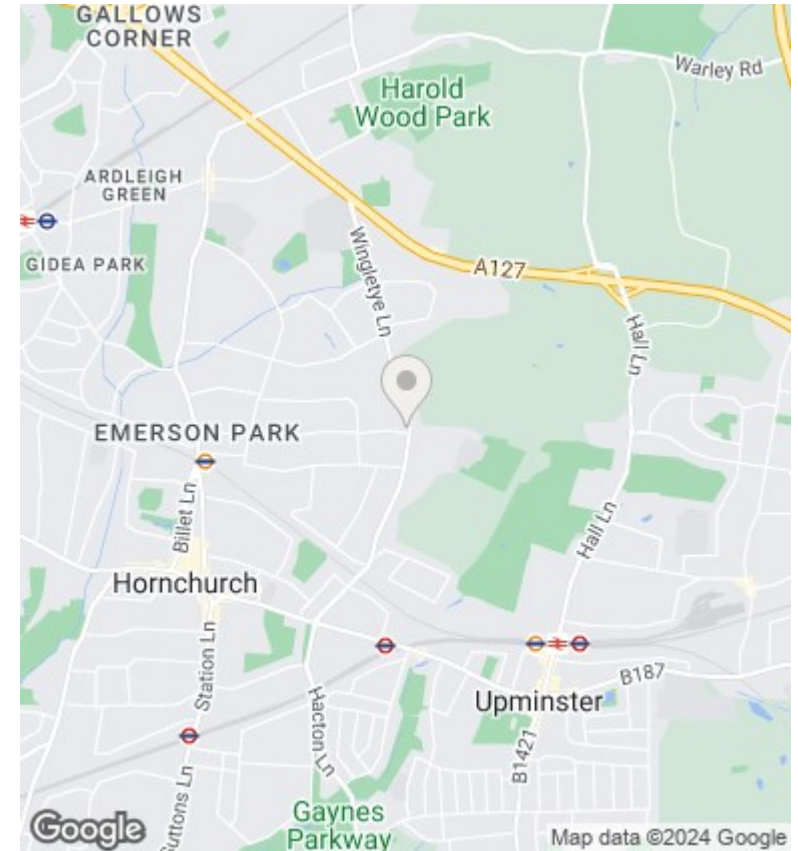 GALLOWS
CORNER
Warley Rd
Harold
Wood Park
ARDLEIGH
GREEN
GIDEA PARK
Wingletye Ln
A127
Hall Ln
EMERSON PARK
Billet Ln
Hall Ln
Hornchurch
Station Ln
Hacton Ln
Upminster
B187
B1421
Suttons Ln
Gaynes
Parkway
Google
Map data ©2024 Google